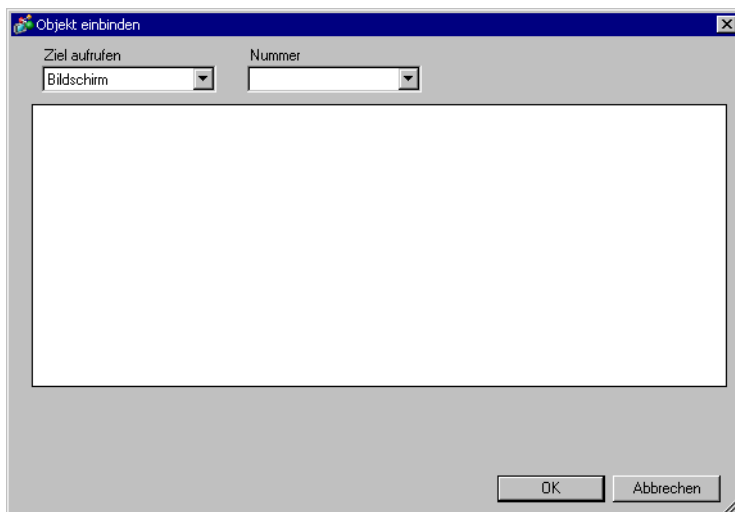 Objekt einbinden
Ziel aufrufen Nummer
Bildschirm
OK Abbrechen